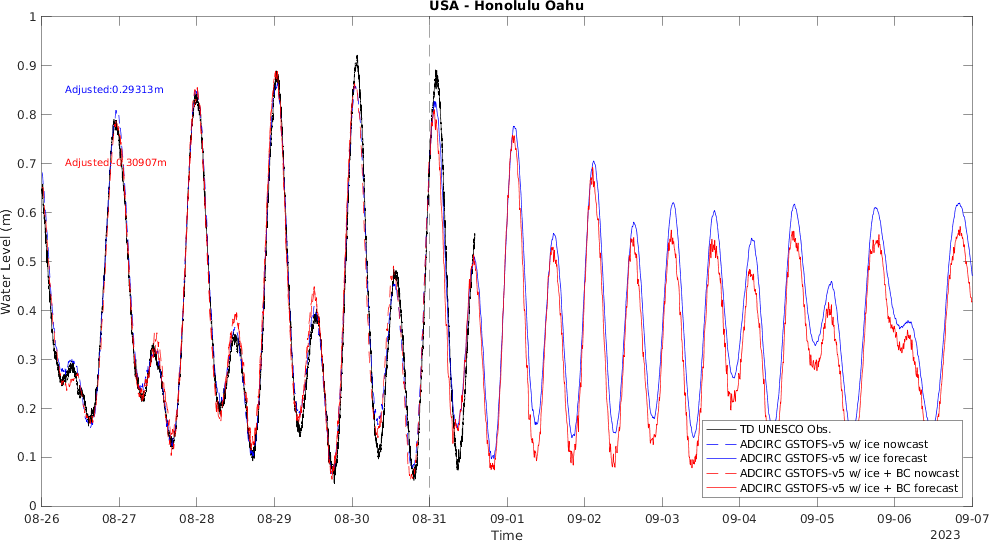 USA - Honolulu Oahu
Water Level (m)
1
0.9
0.8
0.7
0.6
0.5
0.4
0.3
0.2
0.1
0
Adjusted:0.29313m
Adjusted:-0.30907m
TD UNESCO Obs.
ADCIRC GSTOFS-v5 w/ ice nowcast
ADCIRC GSTOFS-v5 w/ ice forecast
ADCIRC GSTOFS-v5 w/ ice + BC nowcast
ADCIRC GSTOFS-v5 w/ ice + BC forecast
08-26 08-27 08-28 08-29 08-30 08-31 09-01 09-02 09-03 09-04 09-05 09-06 09-07
Time
2023